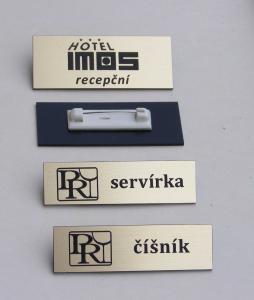 HOTEL
IMOS
recepční
PR servírka
PR číšník